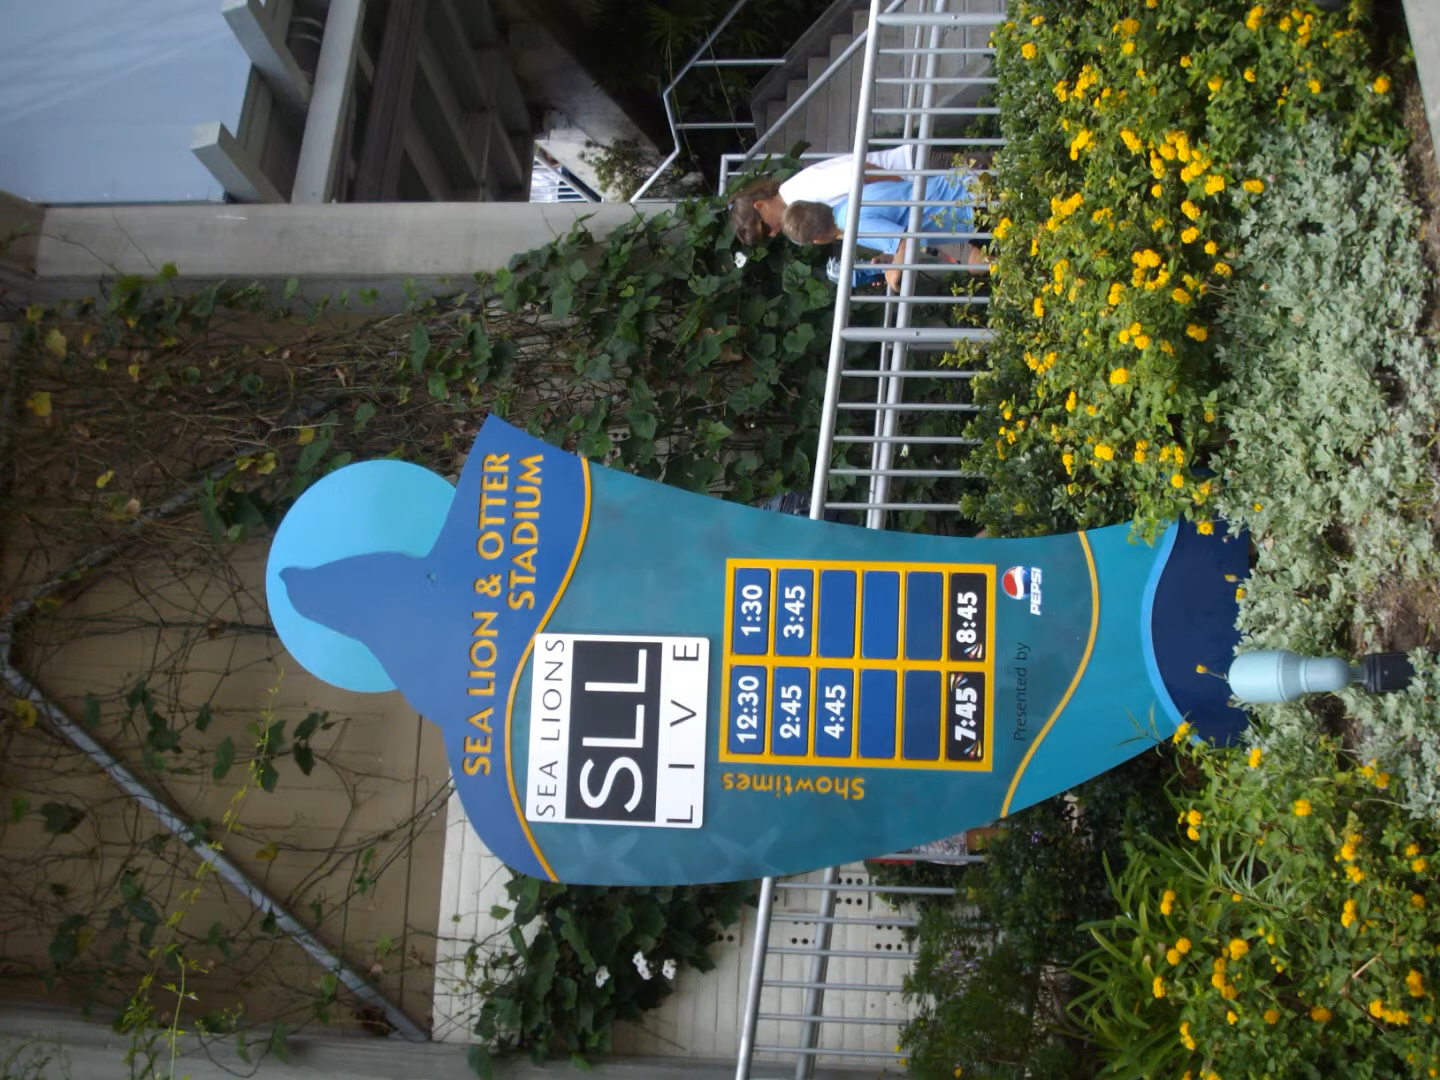 SEA LION & OTTER
STADIUM
SEA LIONS
SLL
LIVE
Showtimes
12:30 1:30
2:45 3:45
4:45
7:45 8:45
Presented by
PEPSI